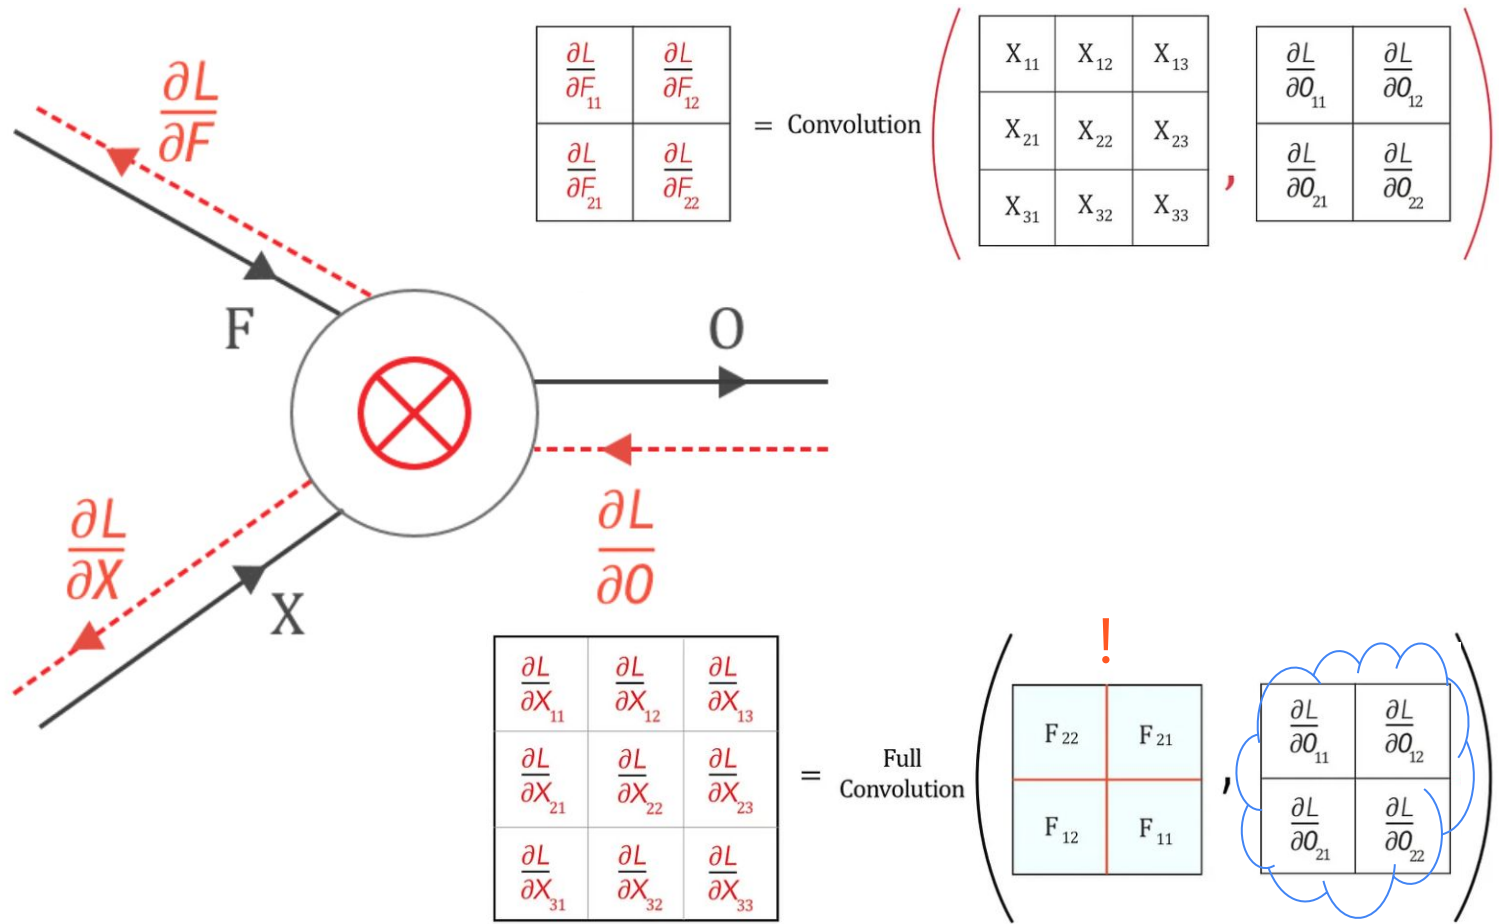 ∂L/∂F
F
O
∂L/∂O
∂L/∂X
X
∂L/∂F₁₁ ∂L/∂F₁₂
∂L/∂F₂₁ ∂L/∂F₂₂
= Convolution
(
X₁₁ X₁₂ X₁₃
X₂₁ X₂₂ X₂₃
X₃₁ X₃₂ X₃₃
,
∂L/∂O₁₁ ∂L/∂O₁₂
∂L/∂O₂₁ ∂L/∂O₂₂
)
∂L/∂X₁₁ ∂L/∂X₁₂ ∂L/∂X₁₃
∂L/∂X₂₁ ∂L/∂X₂₂ ∂L/∂X₂₃
∂L/∂X₃₁ ∂L/∂X₃₂ ∂L/∂X₃₃
= Full
Convolution
(
!
F₂₂ F₂₁
F₁₂ F₁₁
,
∂L/∂O₁₁ ∂L/∂O₁₂
∂L/∂O₂₁ ∂L/∂O₂₂
)